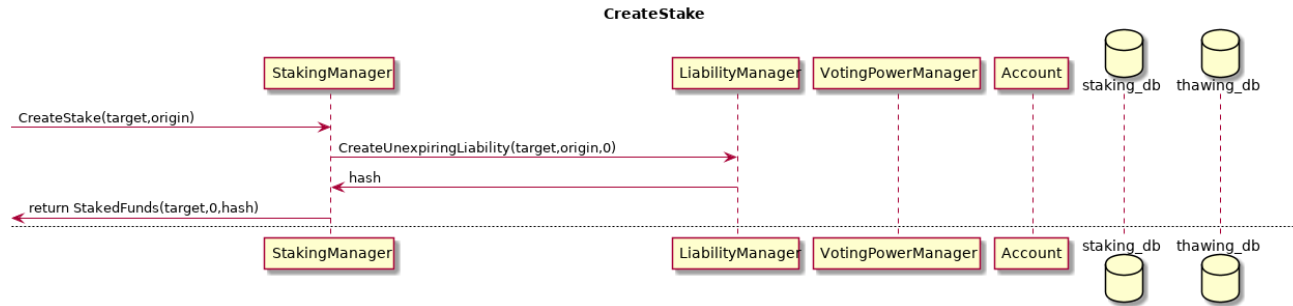 CreateStake
StakingManager
LiabilityManager
VotingPowerManager
Account
staking_db
thawing_db
CreateStake(target,origin)
CreateUnexpiringLiability(target,origin,0)
hash
return StakedFunds(target,0,hash)
StakingManager
LiabilityManager
VotingPowerManager
Account
staking_db
thawing_db